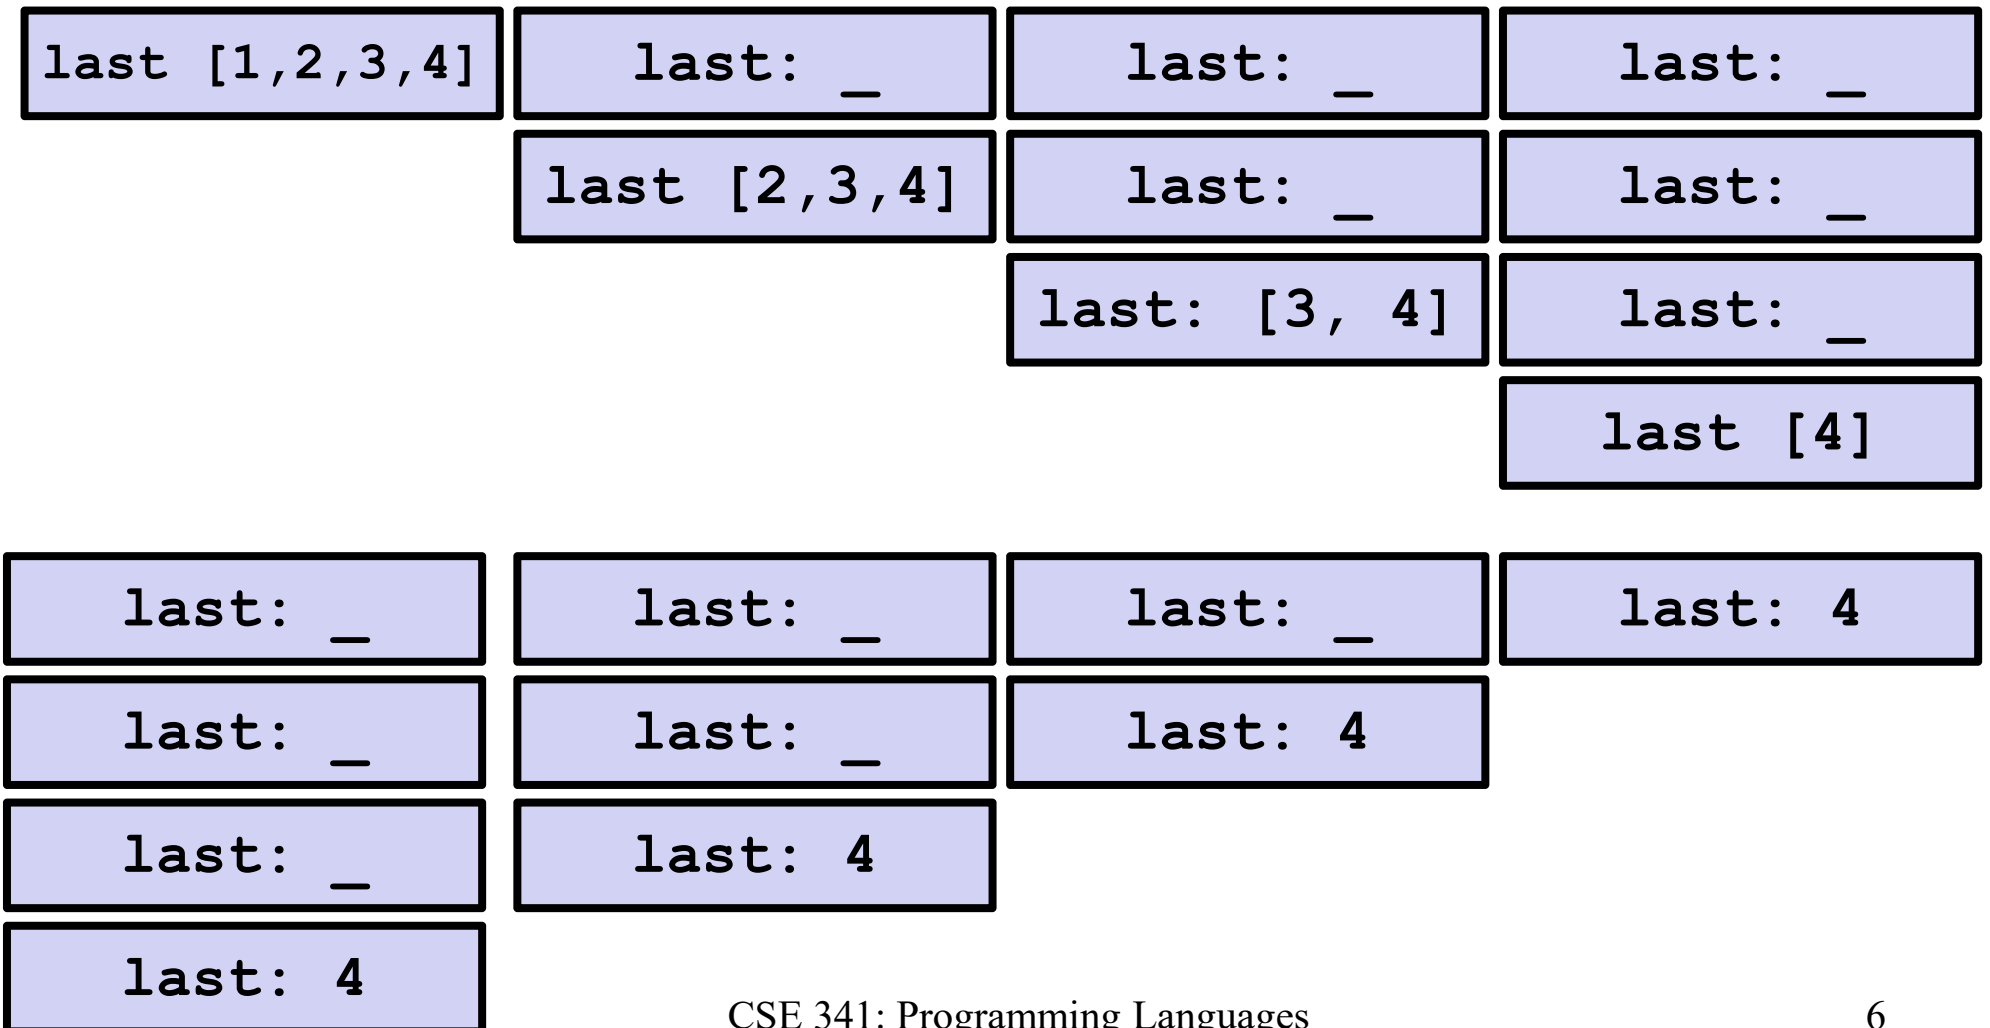 last [1,2,3,4] last: _ last: _ last: _
last [2,3,4] last: _ last: _
last: [3, 4] last: _
last [4]
last: _ last: _ last: _ last: 4
last: _ last: _ last: 4
last: _ last: 4
last: 4
CSE 341: Programming Languages 6